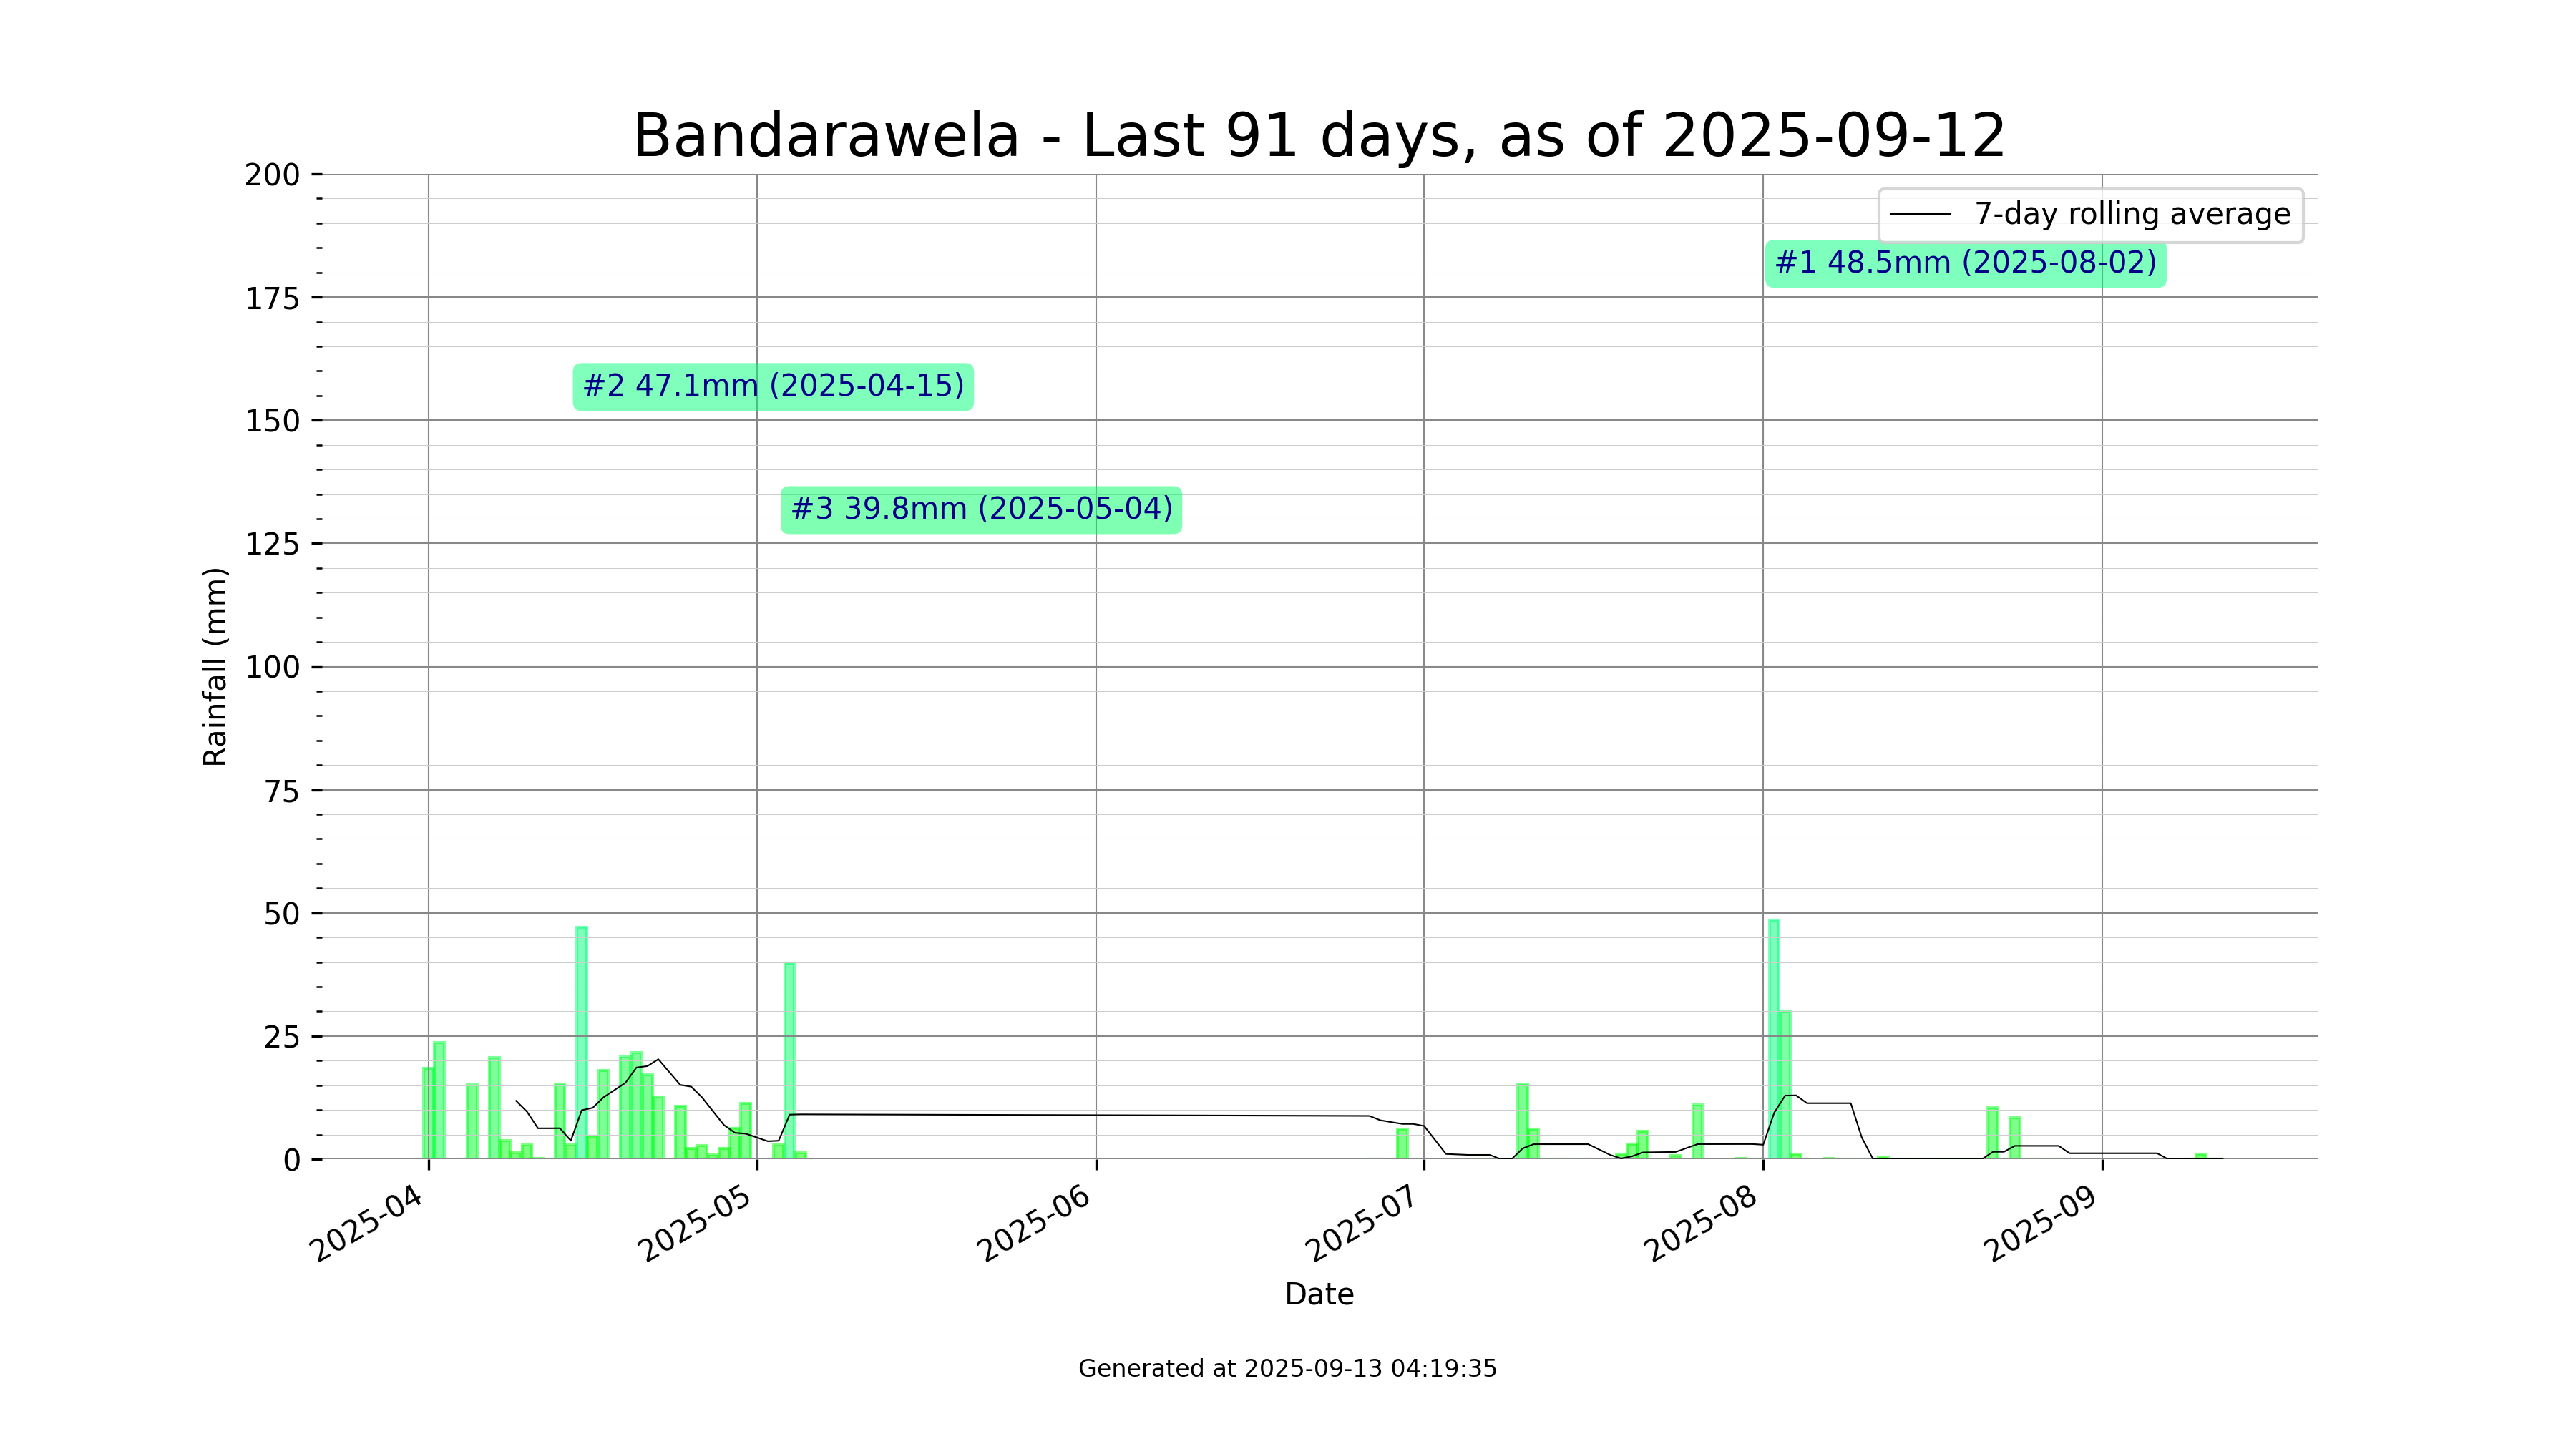 Bandarawela - Last 91 days, as of 2025-09-12
200
175
150
125
100
75
50
25
0
Rainfall (mm)
7-day rolling average
#1 48.5mm (2025-08-02)
#2 47.1mm (2025-04-15)
#3 39.8mm (2025-05-04)
2025-04
2025-05
2025-06
2025-07
2025-08
2025-09
Date
Generated at 2025-09-13 04:19:35